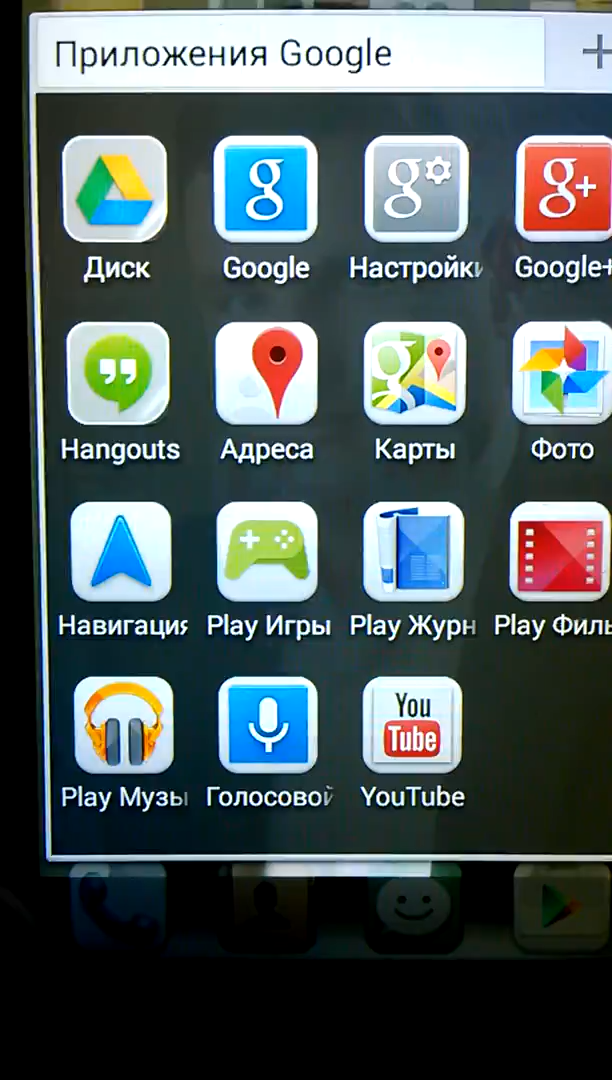 Приложения Google +
Диск Google Настройки Google+
Hangouts Адреса Карты Фото
Навигация Play Игры Play Журн Play Филь
Play Музы Голосовой YouTube
You
Tube